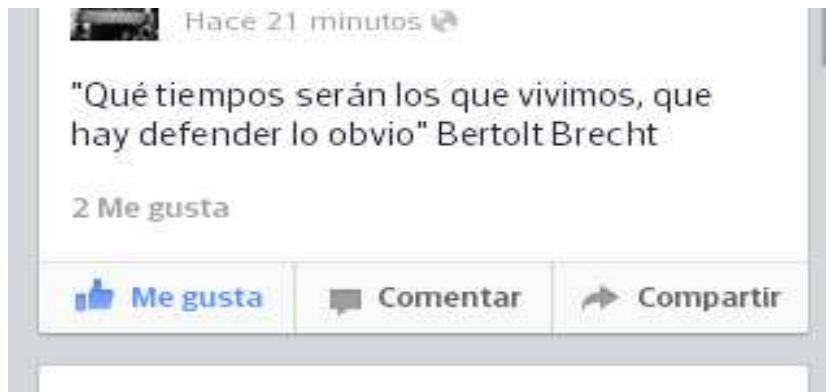 Hace 21 minutos
"Qué tiempos serán los que vivimos, que
hay defender lo obvio" Bertolt Brecht
2 Me gusta
Me gusta
Comentar
Compartir